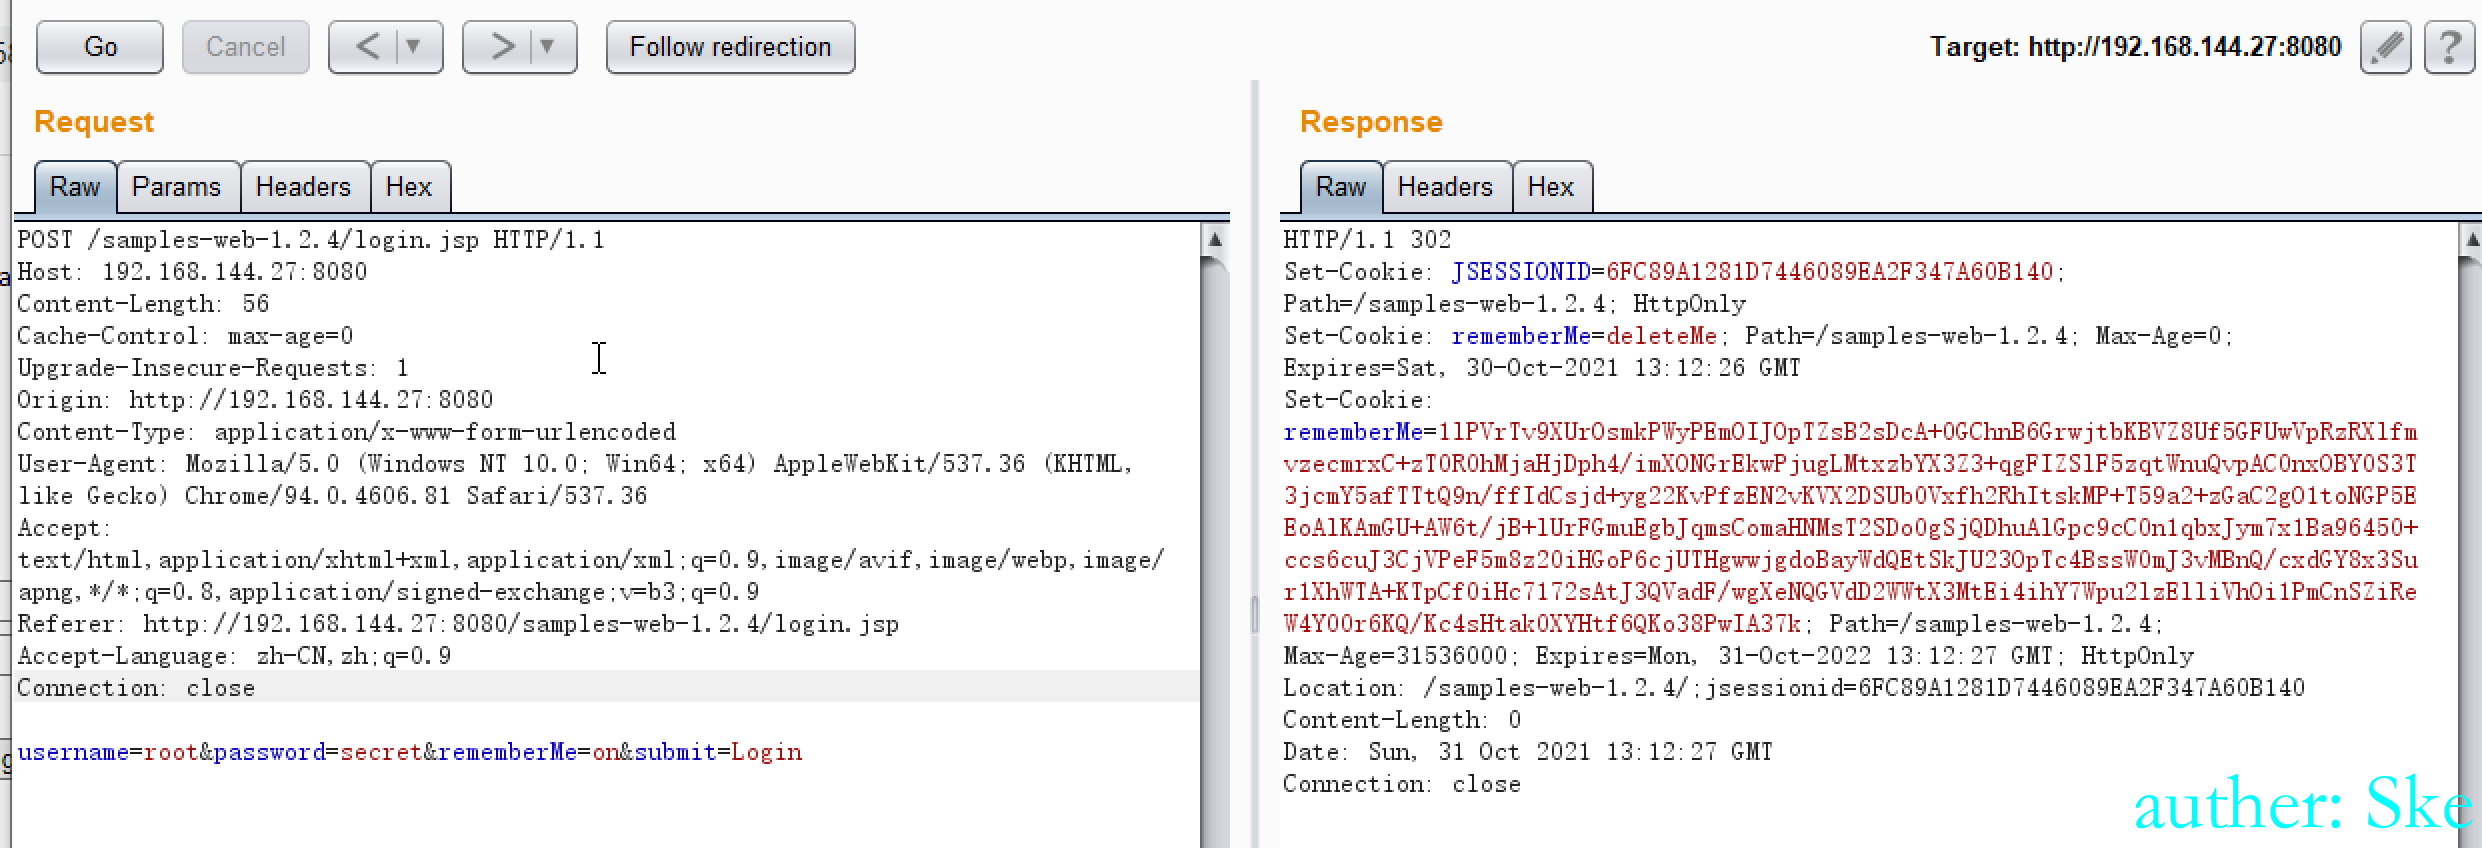 Go
Cancel
<
>
Follow redirection
Target: http://192.168.144.27:8080
?
Request
Raw
Params
Headers
Hex
POST /samples-web-1.2.4/login.jsp HTTP/1.1
Host: 192.168.144.27:8080
Content-Length: 56
Cache-Control: max-age=0
Upgrade-Insecure-Requests: 1
Origin: http://192.168.144.27:8080
Content-Type: application/x-www-form-urlencoded
User-Agent: Mozilla/5.0 (Windows NT 10.0; Win64; x64) AppleWebKit/537.36 (KHTML,
like Gecko) Chrome/94.0.4606.81 Safari/537.36
Accept:
text/html,application/xhtml+xml,application/xml;q=0.9,image/avif,image/webp,image/
apng,*/*;q=0.8,application/signed-exchange;v=b3;q=0.9
Referer: http://192.168.144.27:8080/samples-web-1.2.4/login.jsp
Accept-Language: zh-CN,zh;q=0.9
Connection: close
username=root&password=secret&rememberMe=on&submit=Login
Response
Raw
Headers
Hex
HTTP/1.1 302
Set-Cookie: JSESSIONID=6FC89A1281D7446089EA2F347A60B140;
Path=/samples-web-1.2.4; HttpOnly
Set-Cookie: rememberMe=deleteMe; Path=/samples-web-1.2.4; Max-Age=0;
Expires=Sat, 30-Oct-2021 13:12:26 GMT
Set-Cookie:
rememberMe=1lPVrTv9XUrOsmkPWyPEmOIJOpTZsB2sDcA+0GChnB6GrwjtbKBVZ8Uf5GFUwVpRzRXlfm
vzecmrxC+zT0R0hMjaHjDph4/imXONGrEkwPjugLMtxzbYX3Z3+qgFIZSlF5zqtWnuQvpAC0nxOBY0S3T
3jcmY5afTTtQ9n/ffIdCsjd+yg22KvPfzEN2vKVX2DSUb0Vxfh2RhItskMP+T59a2+zGaC2gO1toNGP5E
EoAlKAmGU+AW6t/jB+lUrFGmuEgbJqmsComaHNMsT2SDo0gSjQDhuAlGpc9cC0n1qbxJym7x1Ba96450+
ccs6cuJ3CjVPeF5m8z20iHGoP6cjUTHgwwjgdoBayWdQEtSkJU23OpTc4BssW0mJ3vMBnQ/cxdGY8x3Su
r1XhWTA+KTpCf0iHc7172sAtJ3QVadF/wgXeNQGVdD2WWtX3MtEi4ihY7Wpu2lzElliVhOi1PmCnSZiRe
W4Y00r6KQ/Kc4sHtak0XYHtf6QKo38PwIA37k; Path=/samples-web-1.2.4;
Max-Age=31536000; Expires=Mon, 31-Oct-2022 13:12:27 GMT; HttpOnly
Location: /samples-web-1.2.4/;jsessionid=6FC89A1281D7446089EA2F347A60B140
Content-Length: 0
Date: Sun, 31 Oct 2021 13:12:27 GMT
Connection: close
auther: Ske